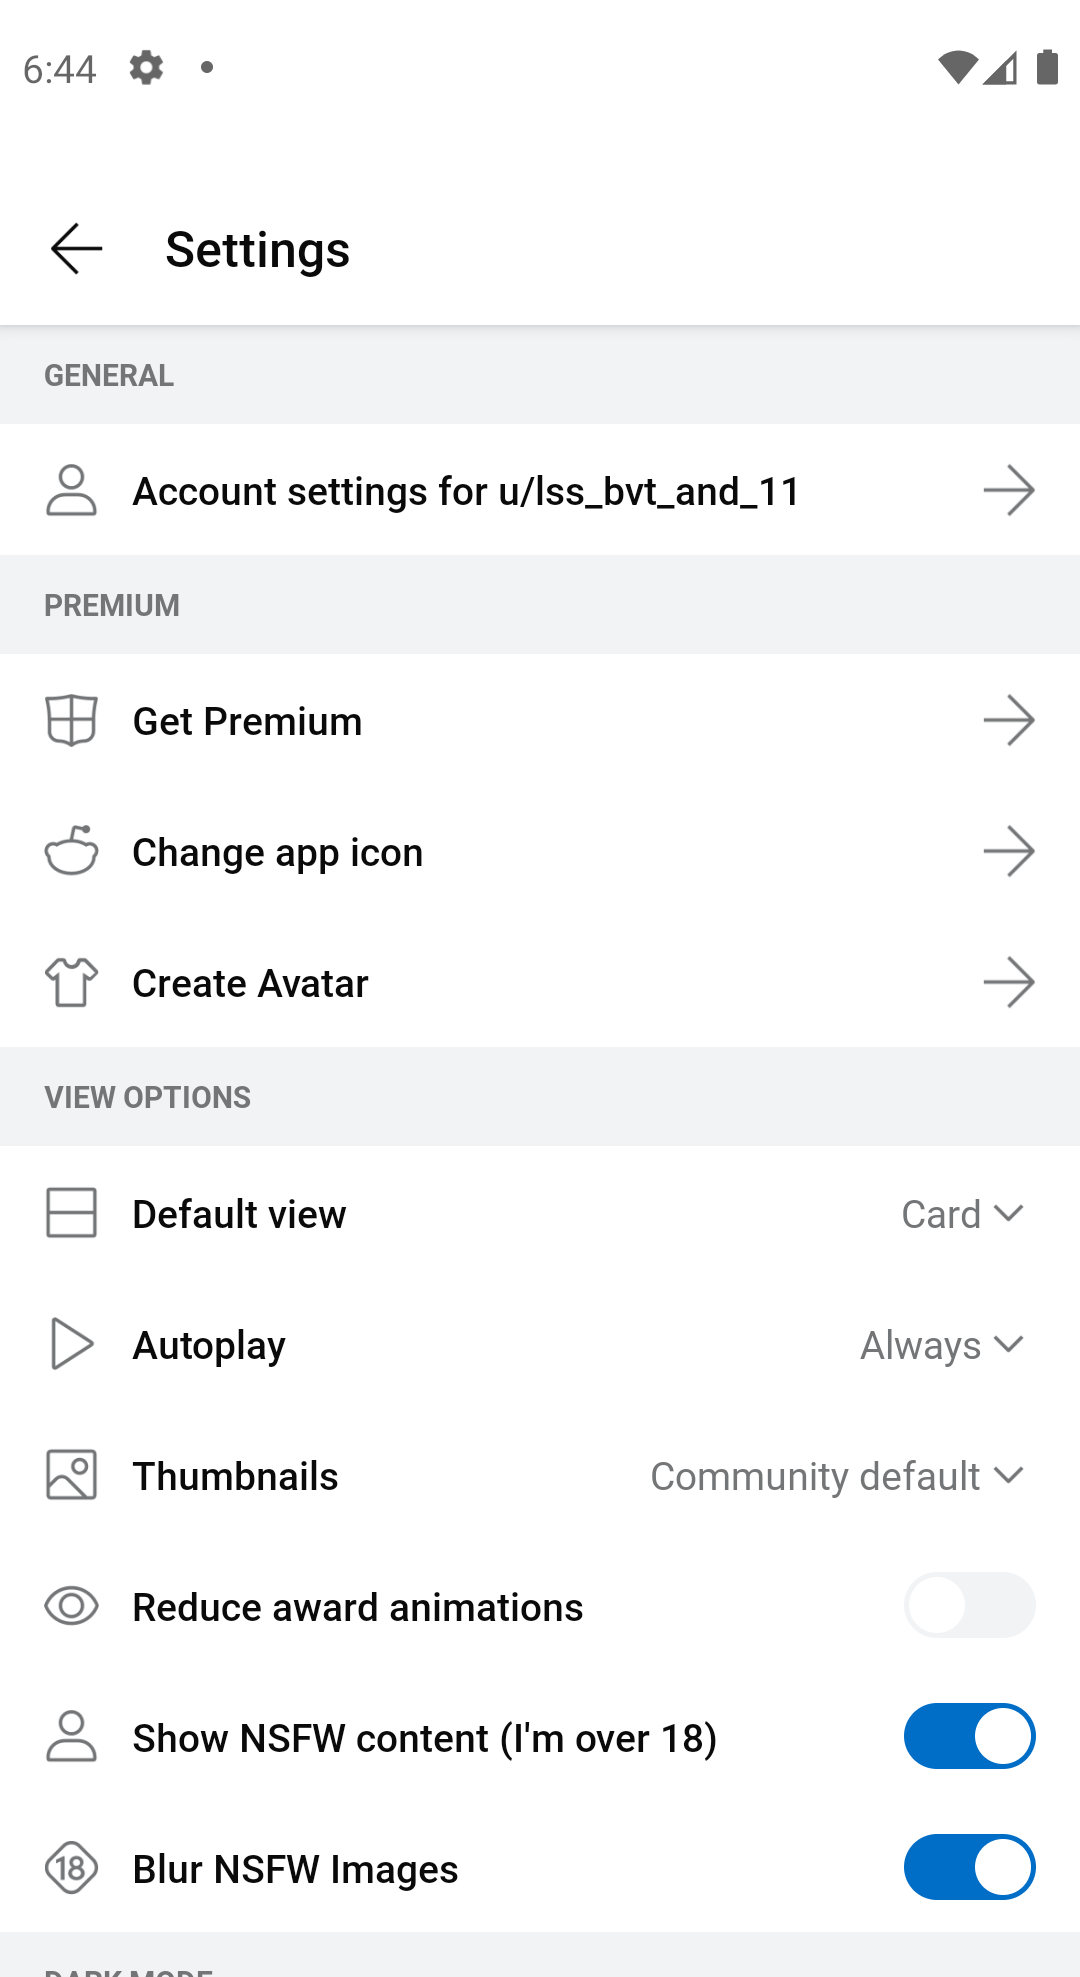 6:44
Settings
GENERAL
Account settings for u/lss_bvt_and_11
PREMIUM
Get Premium
Change app icon
Create Avatar
VIEW OPTIONS
Default view Card
Autoplay Always
Thumbnails Community default
Reduce award animations
Show NSFW content (I'm over 18)
18 Blur NSFW Images
DARK MODE